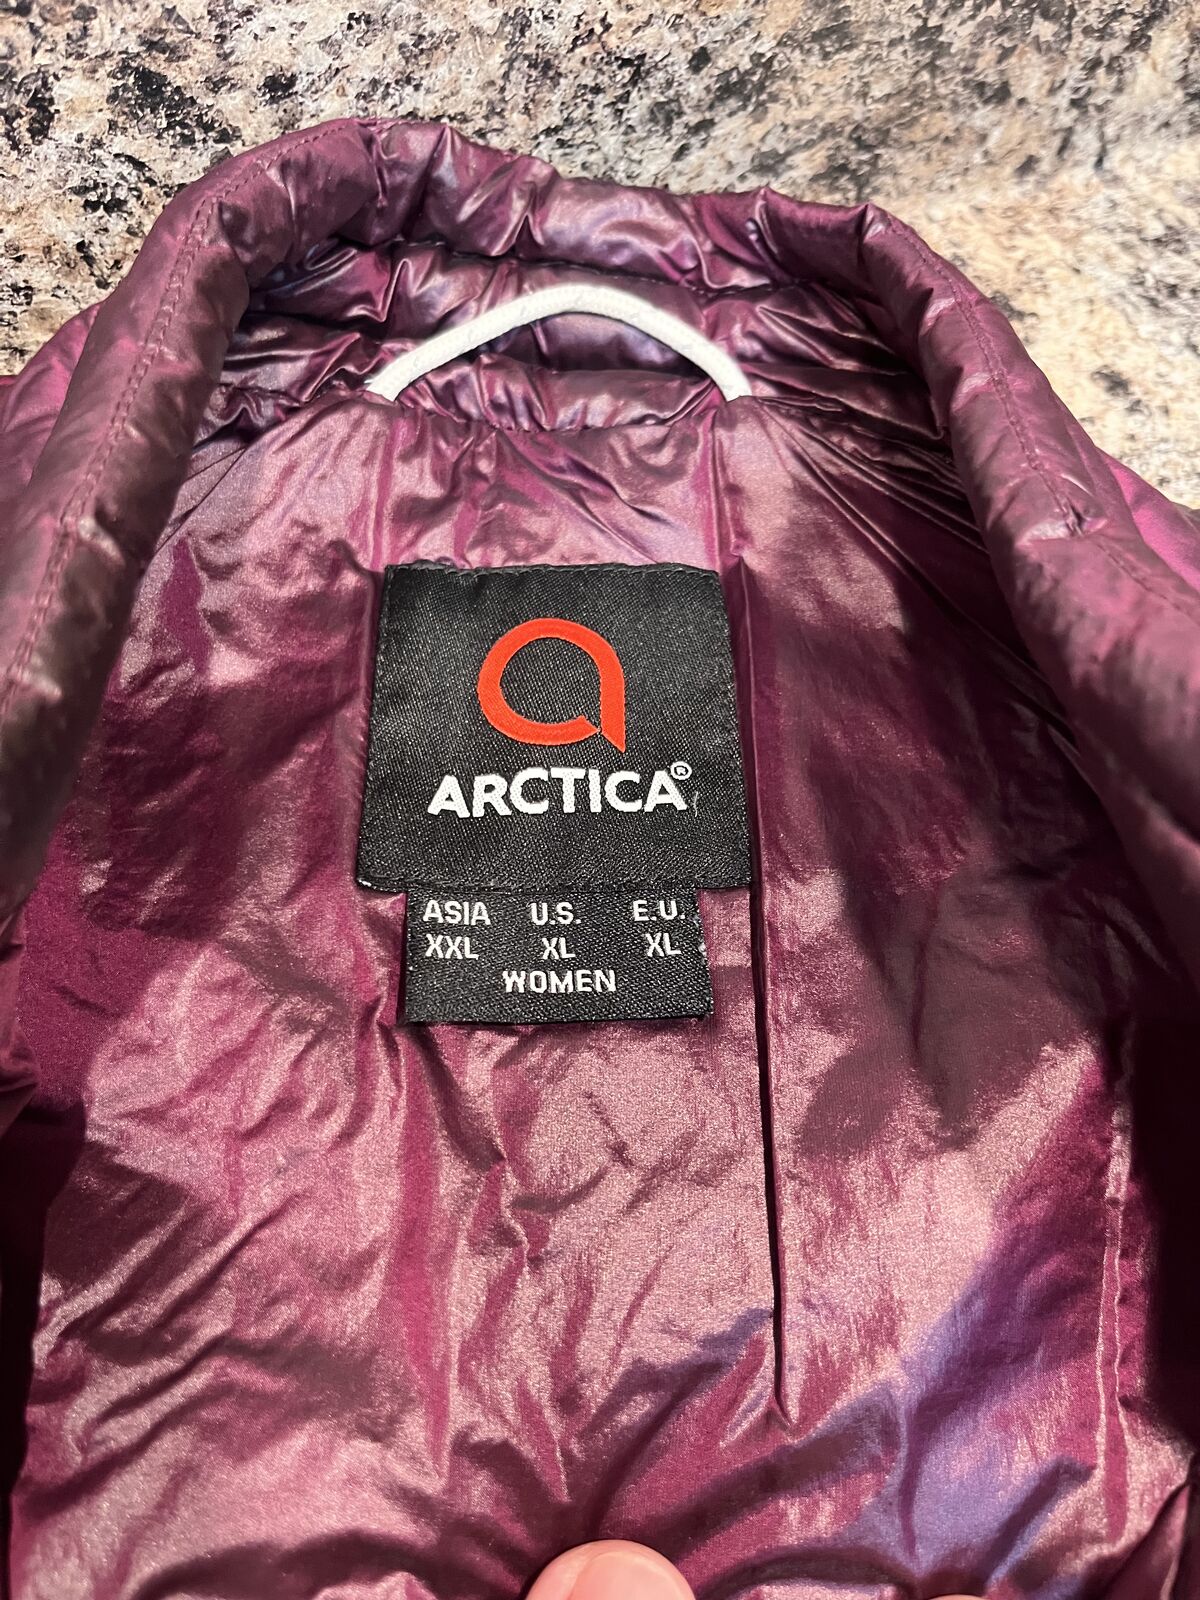 ARCTICA®
ASIA U.S. E.U.
XXL XL XL
WOMEN